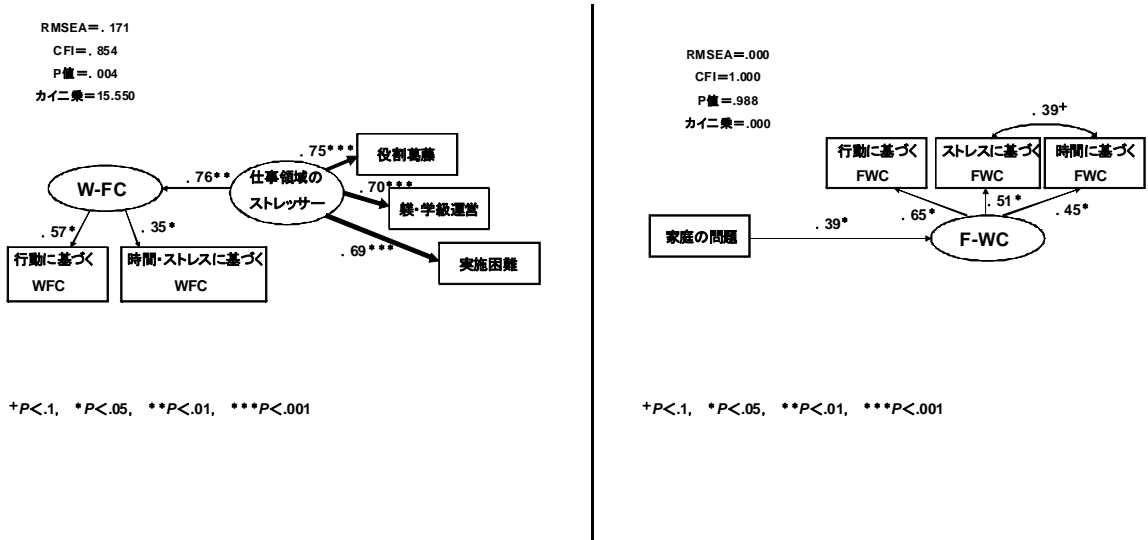 RMSEA=. 171
CFI=. 854
P値=. 004
カイ二乗=15.550
. 75***
役割葛藤
. 76**
仕事領域の
ストレッサー
W-FC
. 70***
躾・学級運営
. 57*
. 35*
. 69***
実施困難
行動に基づく
WFC
時間・ストレスに基づく
WFC
+P<.1, *P<.05, **P<.01, ***P<.001
RMSEA=.000
CFI=1.000
P値=.988
カイ二乗=.000
. 39+
行動に基づく
FWC
ストレスに基づく
FWC
時間に基づく
FWC
. 65*
. 51*
. 45*
家庭の問題
. 39*
F-WC
+P<.1, *P<.05, **P<.01, ***P<.001